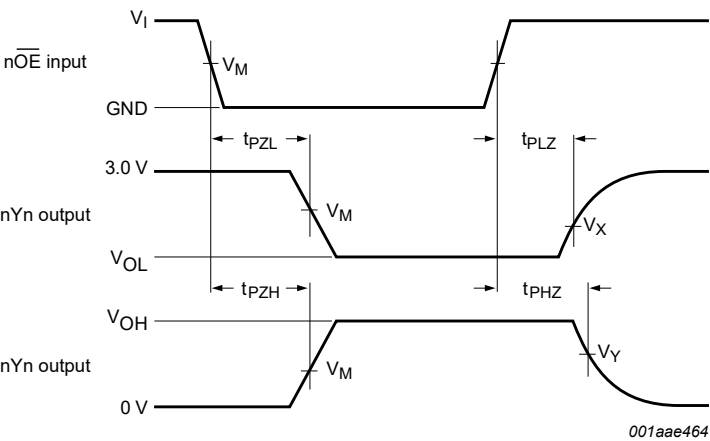 V_I
nO̅E̅ input
V_M
GND
t_PZL
t_PLZ
3.0 V
nYn output
V_M
V_X
V_OL
t_PZH
t_PHZ
V_OH
nYn output
V_M
V_Y
0 V
001aae464